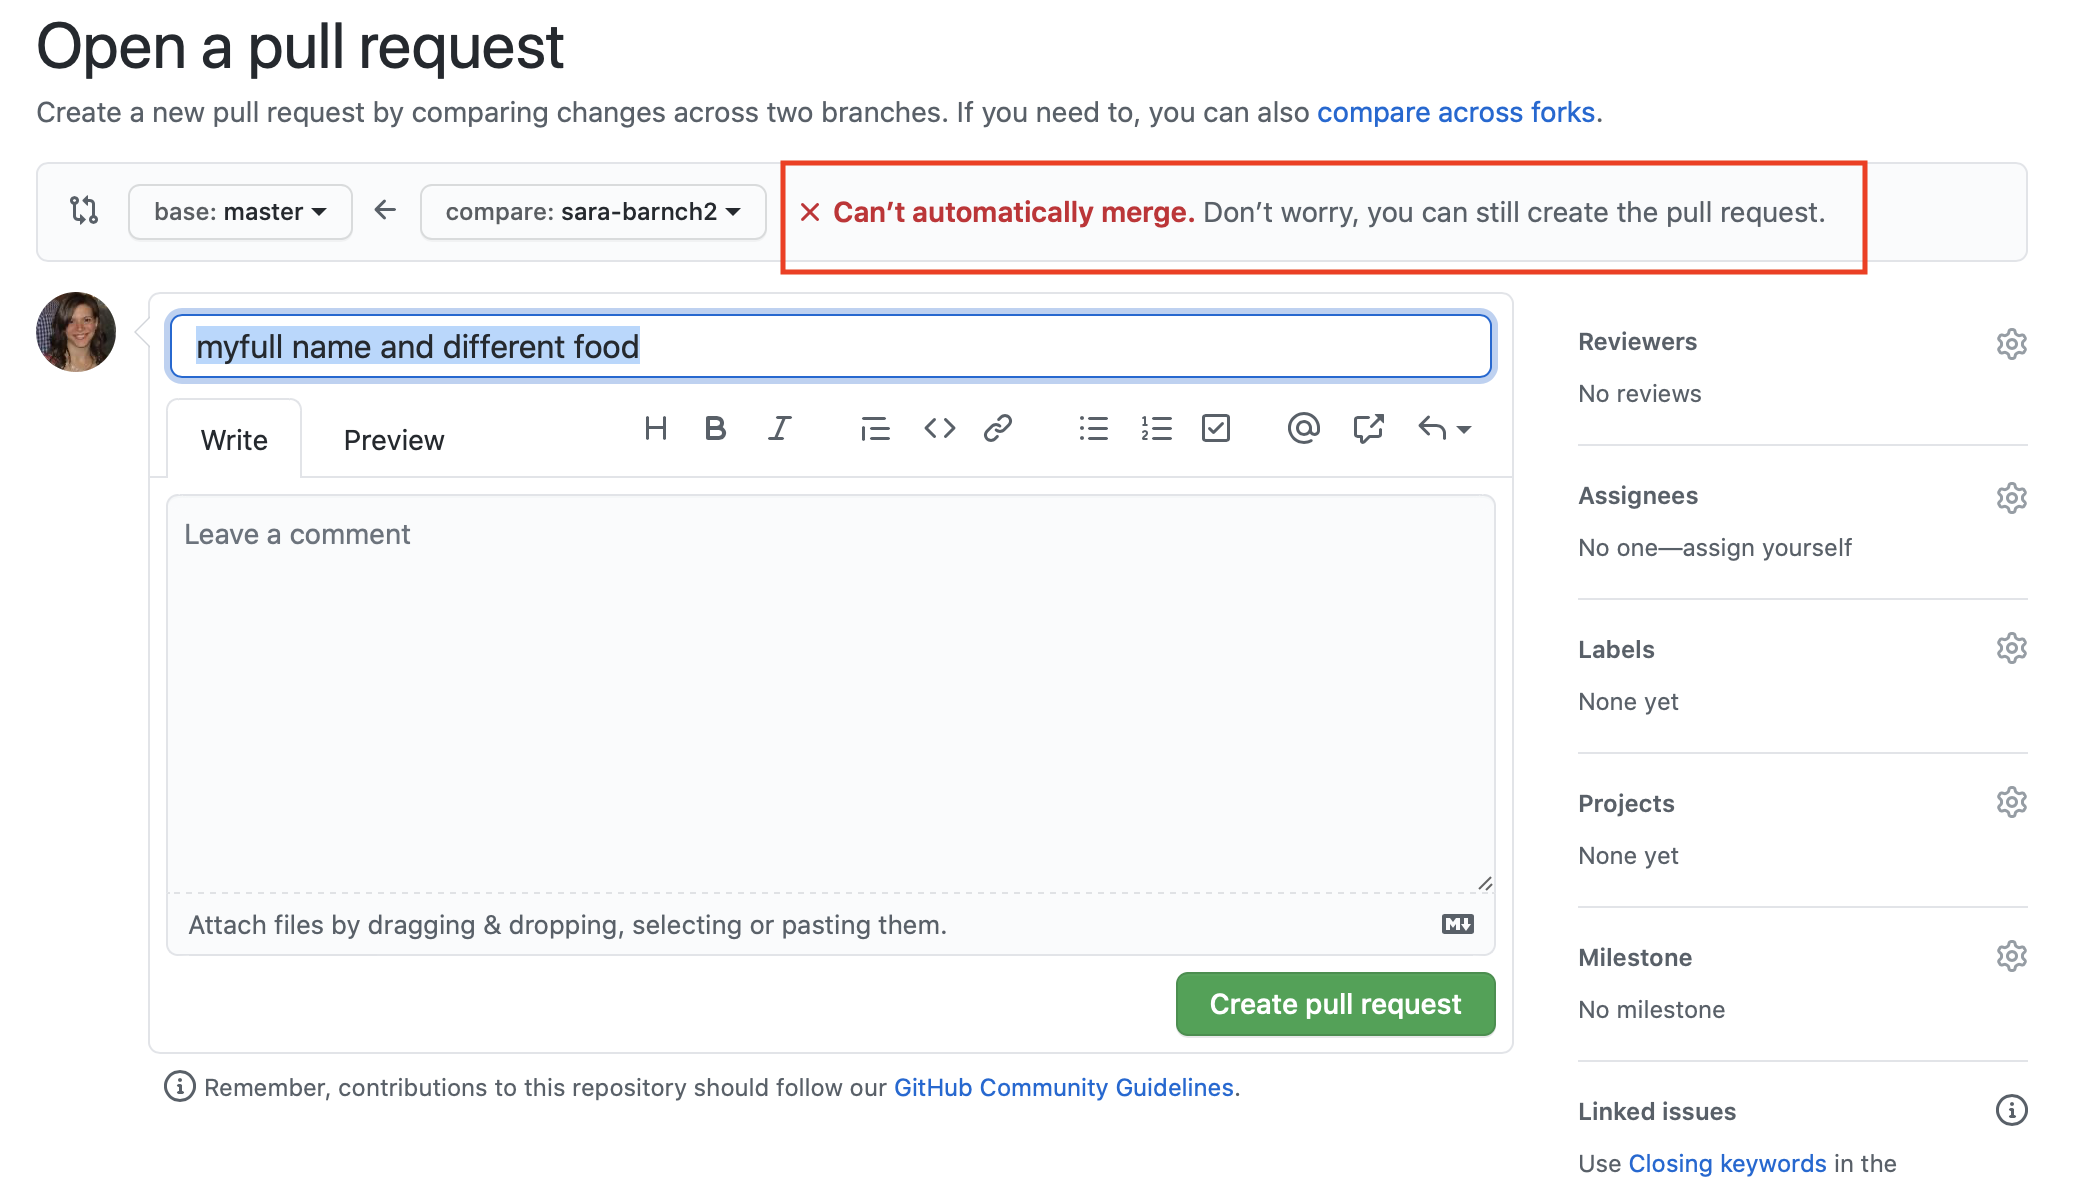 Open a pull request
Create a new pull request by comparing changes across two branches. If you need to, you can also compare across forks.
base: master compare: sara-barnch2 Can’t automatically merge. Don’t worry, you can still create the pull request.
myfull name and different food
Write Preview
Leave a comment
Attach files by dragging & dropping, selecting or pasting them.
Create pull request
Remember, contributions to this repository should follow our GitHub Community Guidelines.
Reviewers
No reviews
Assignees
No one—assign yourself
Labels
None yet
Projects
None yet
Milestone
No milestone
Linked issues
Use Closing keywords in the